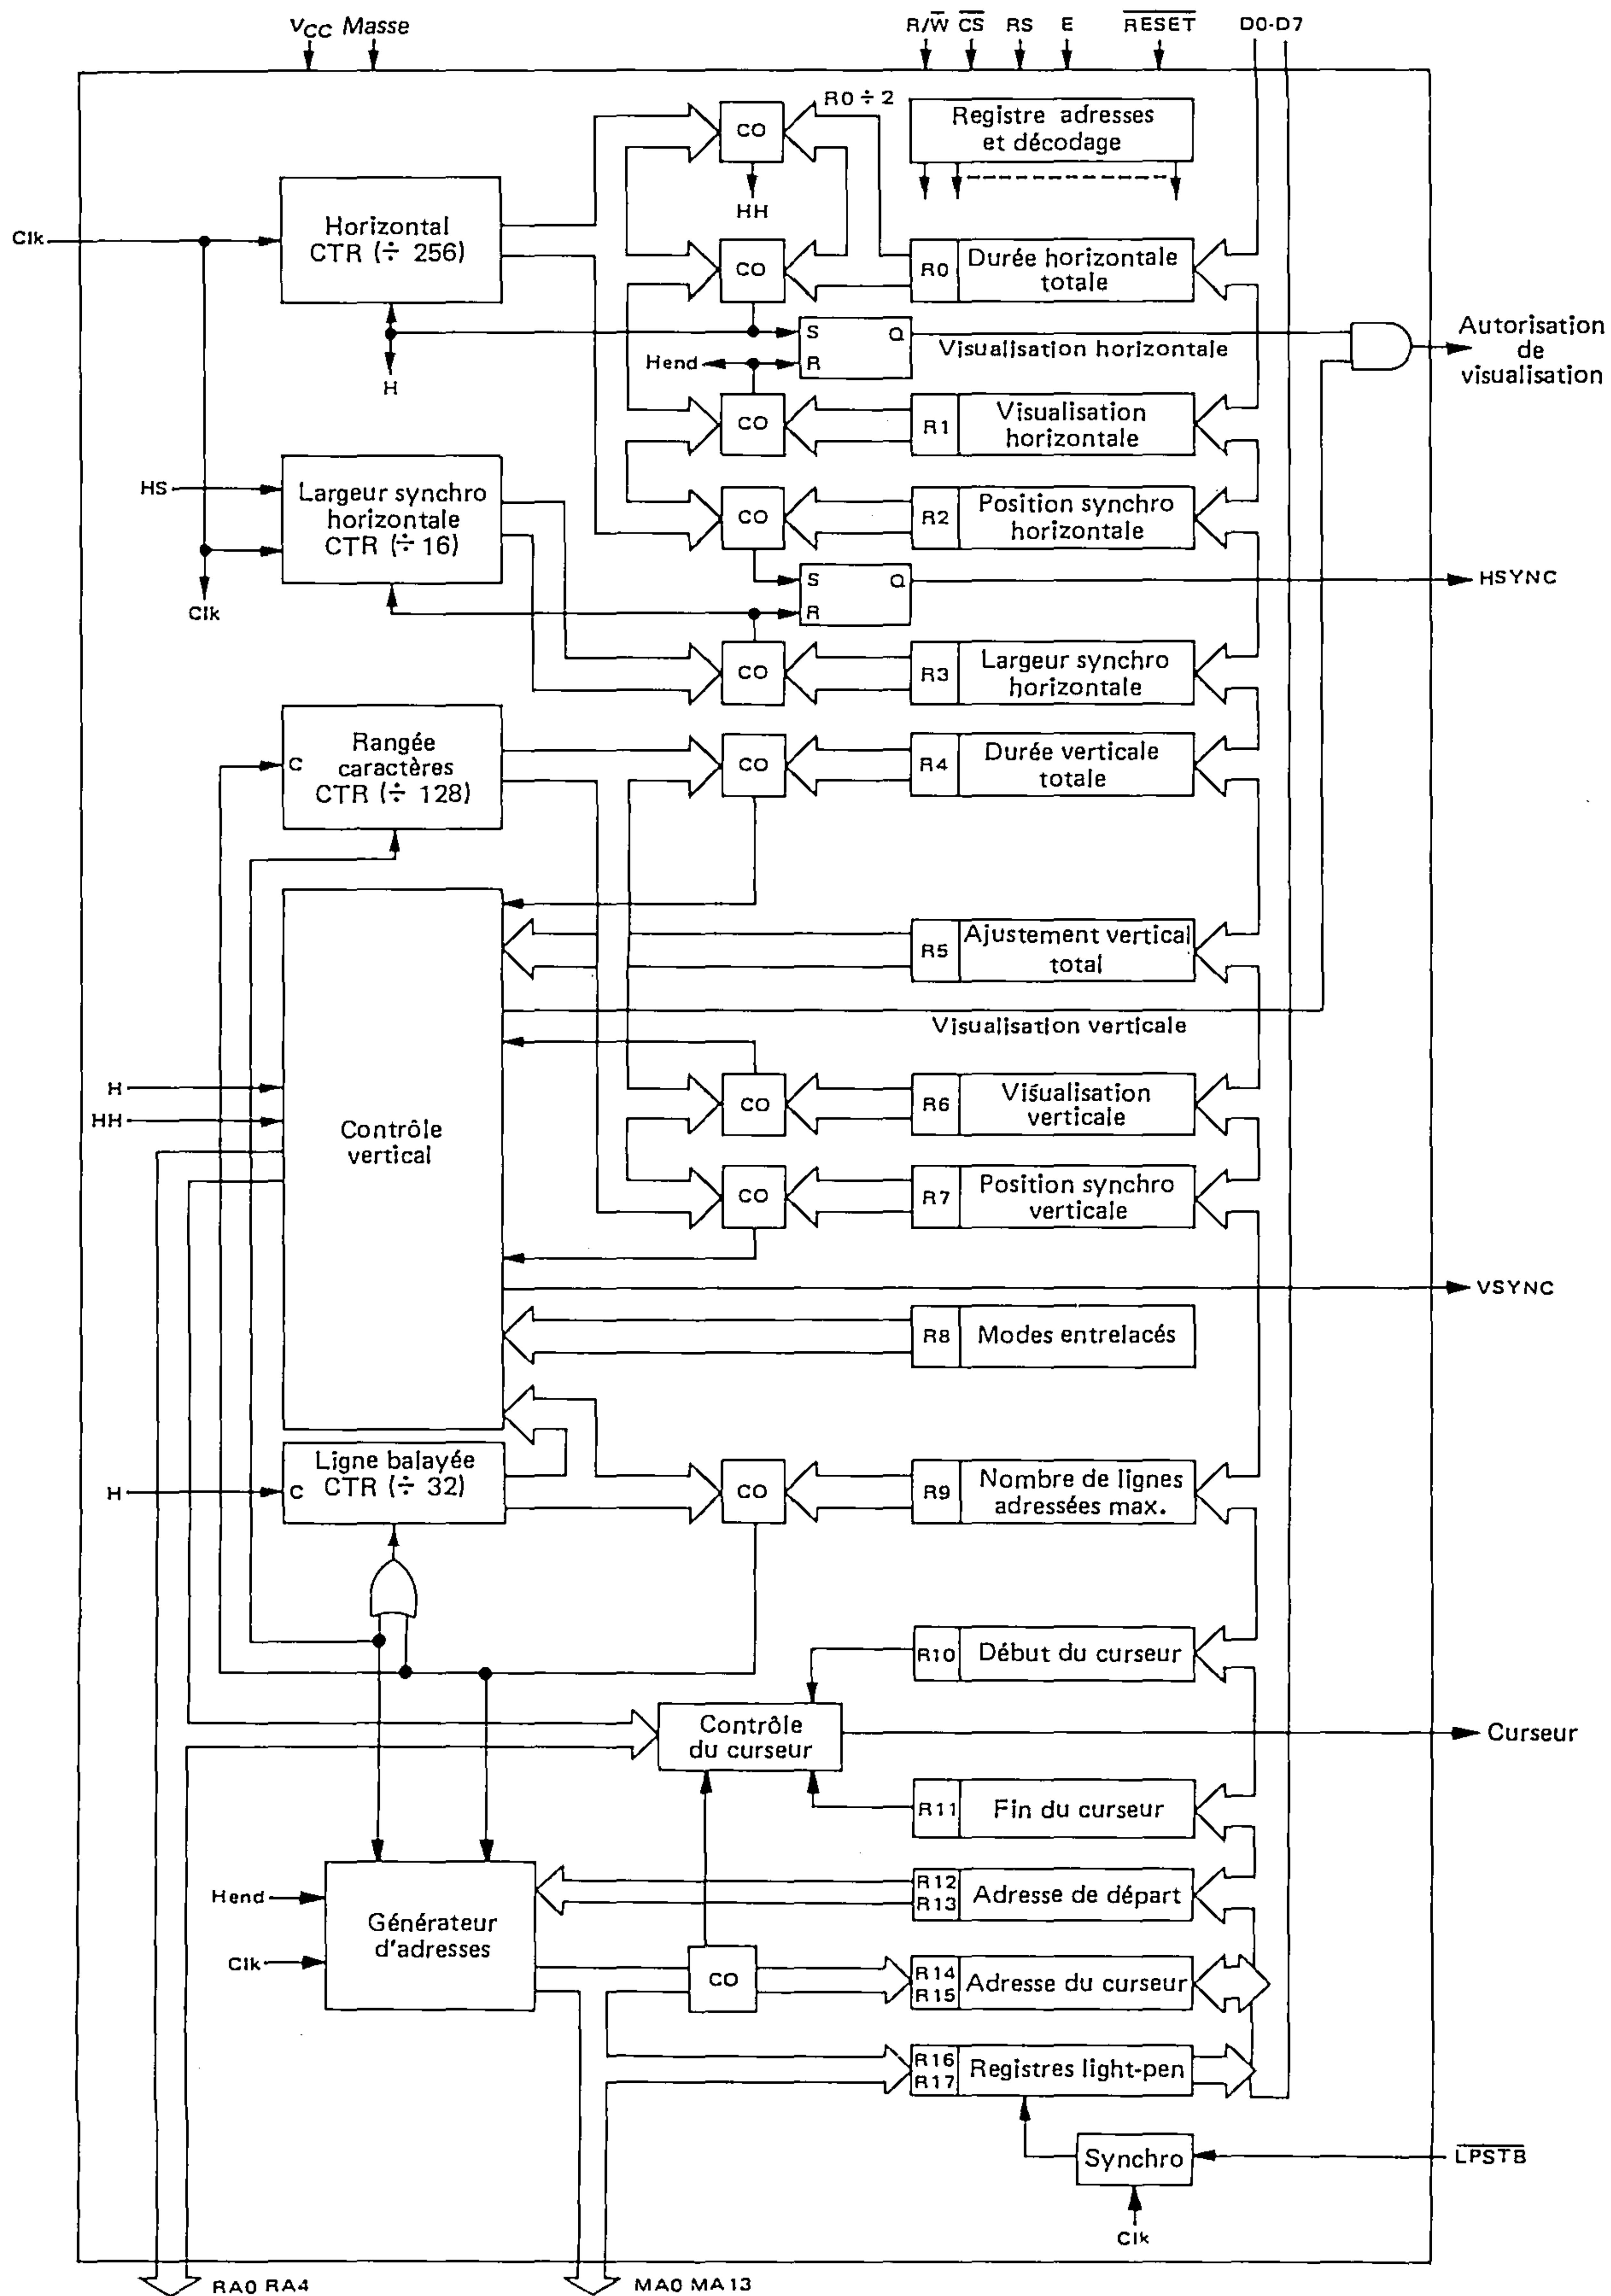 VCC Masse
R/W CS RS E RESET D0-D7
R0 ÷ 2
CO
Registre adresses
et décodage
HH
Clk
Horizontal
CTR (÷ 256)
CO
R0
Durée horizontale
totale
H
S
Q
R
Visualisation horizontale
Hend
Autorisation
de
visualisation
CO
R1
Visualisation
horizontale
HS
Largeur synchro
horizontale
CTR (÷ 16)
Clk
CO
R2
Position synchro
horizontale
S
Q
R
HSYNC
CO
R3
Largeur synchro
horizontale
C
Rangée
caractères
CTR (÷ 128)
CO
R4
Durée verticale
totale
R5
Ajustement vertical
total
Visualisation verticale
H
HH
Contrôle
vertical
CO
R6
Visualisation
verticale
CO
R7
Position synchro
verticale
VSYNC
R8
Modes entrelacés
H
C
Ligne balayée
CTR (÷ 32)
CO
R9
Nombre de lignes
adressées max.
R10
Début du curseur
Contrôle
du curseur
Curseur
R11
Fin du curseur
Hend
Clk
Générateur
d'adresses
R12
R13
Adresse de départ
CO
R14
R15
Adresse du curseur
R16
R17
Registres light-pen
Synchro
LPSTB
Clk
RA0 RA4
MA0 MA13